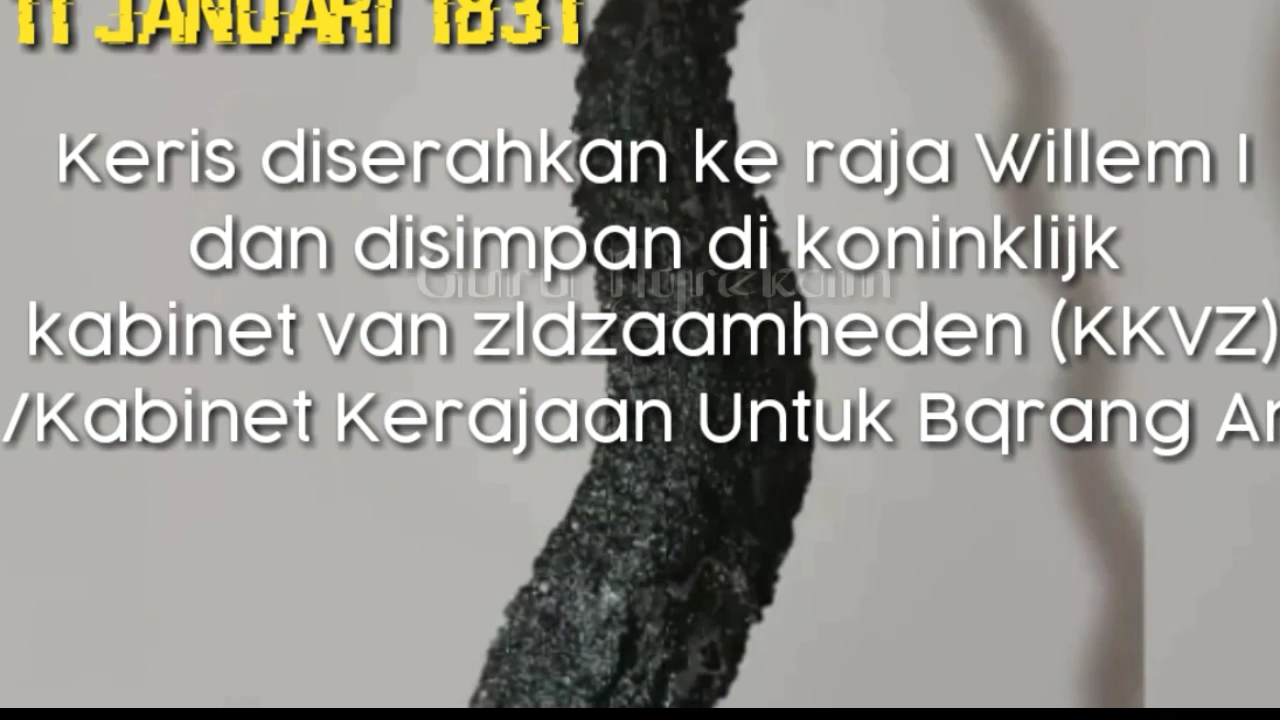 11 JANUARI 1831
Keris diserahkan ke raja Willem I
dan disimpan di koninklijk
kabinet van zldzaamheden (KKVZ)
/Kabinet Kerajaan Untuk Bqrang
Guru